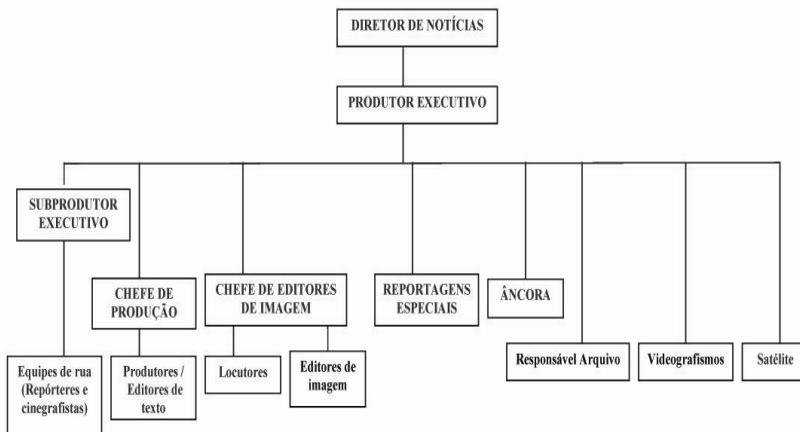 DIRETOR DE NOTÍCIAS
PRODUTOR EXECUTIVO
SUBPRODUTOR
EXECUTIVO
CHEFE DE
PRODUÇÃO
CHEFE DE EDITORES
DE IMAGEM
REPORTAGENS
ESPECIAIS
ÂNCORA
Equipes de rua
(Repórteres e
cinegrafistas)
Produtores /
Editores de
texto
Locutores
Editores de
imagem
Responsável Arquivo
Videografismos
Satélite